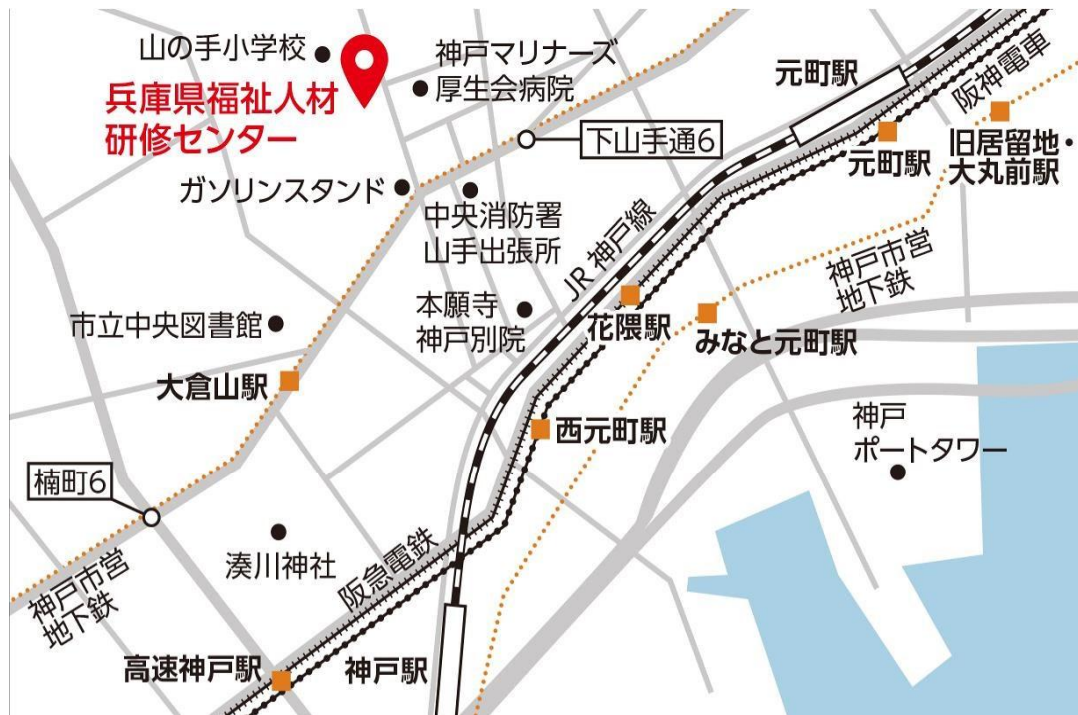 山の手小学校
兵庫県福祉人材
研修センター
神戸マリナーズ
厚生会病院
元町駅
阪神電車
下山手通6
元町駅
旧居留地・
大丸前駅
ガソリンスタンド
中央消防署
山手出張所
JR 神戸線
神戸市営
地下鉄
本願寺
神戸別院
花隈駅
みなと元町駅
市立中央図書館
大倉山駅
西元町駅
神戸
ポートタワー
楠町6
湊川神社
阪急電鉄
神戸市営
地下鉄
高速神戸駅
神戸駅